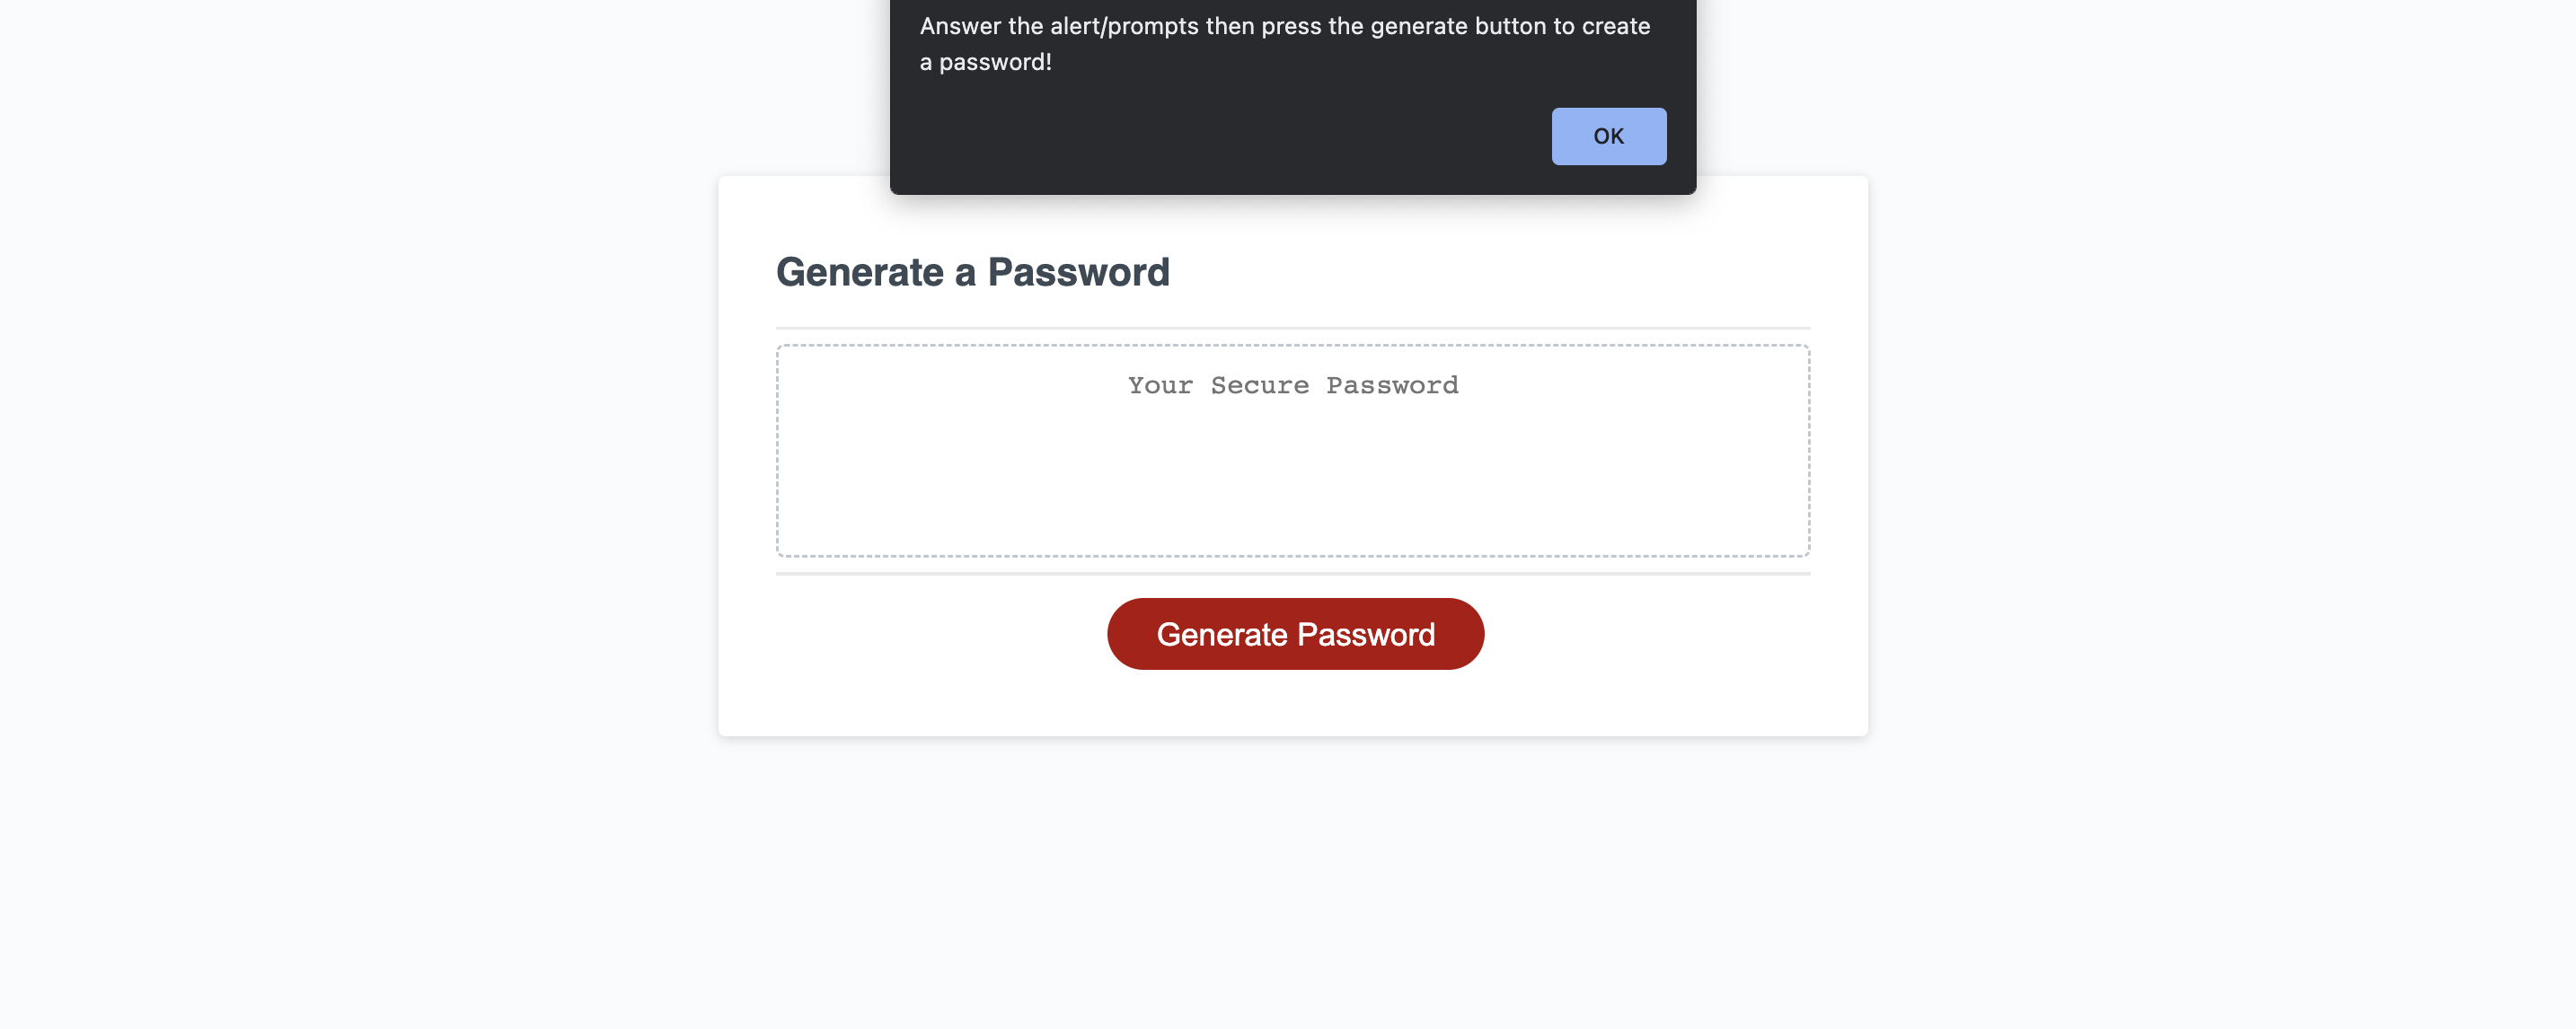 Answer the alert/prompts then press the generate button to create
a password!
OK
Generate a Password
Your Secure Password
Generate Password